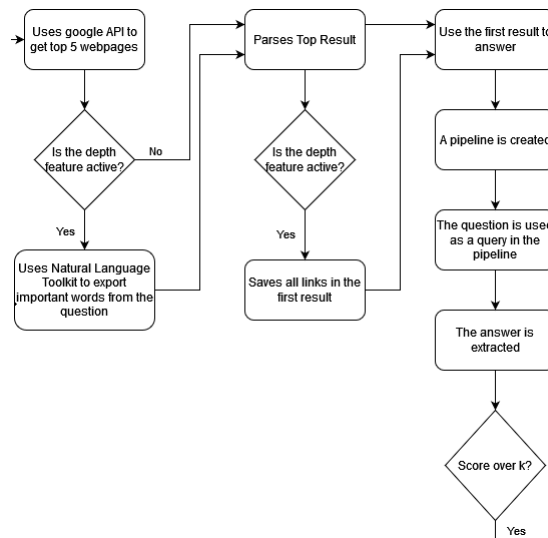 Uses google API to
get top 5 webpages
Is the depth
feature active?
No
Yes
Uses Natural Language
Toolkit to export
important words from the
question
Parses Top Result
Is the depth
feature active?
Yes
Saves all links in the
first result
Use the first result to
answer
A pipeline is created
The question is used
as a query in the
pipeline
The answer is
extracted
Score over k?
Yes